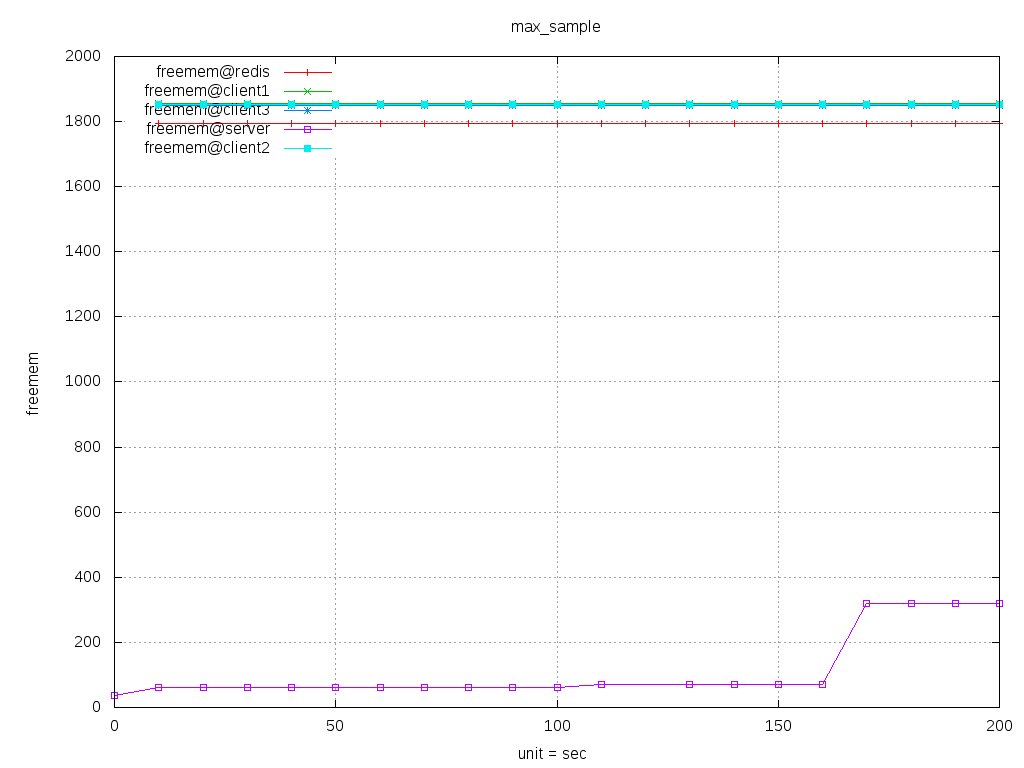 max_sample
2000
1800
1600
1400
1200
1000
800
600
400
200
0
freemem@redis
freemem@client1
freemem@client3
freemem@server
freemem@client2
freemem
0 50 100 150 200
unit = sec